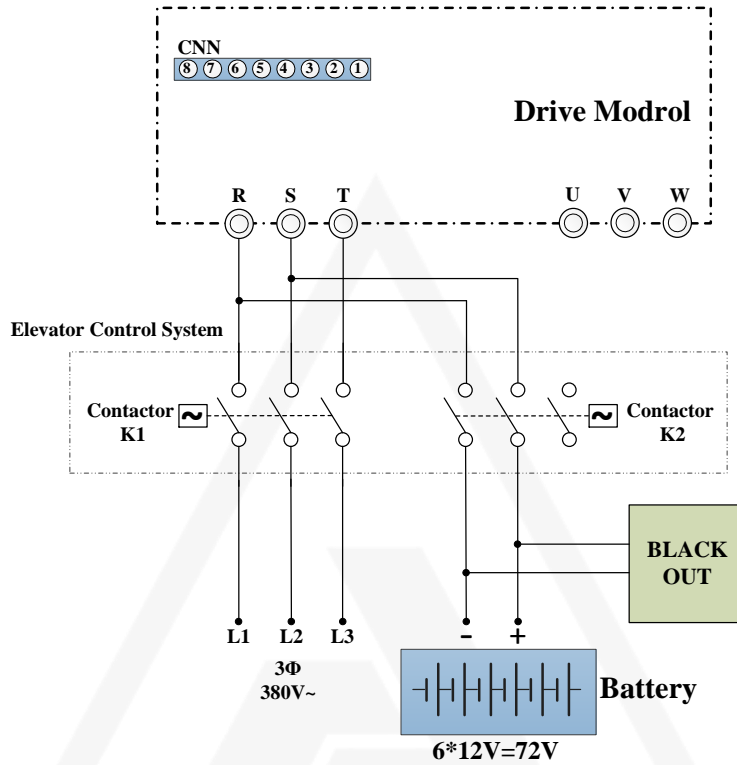 CNN
8 7 6 5 4 3 2 1
Drive Modrol
R S T U V W
Elevator Control System
Contactor
K1
Contactor
K2
BLACK
OUT
L1 L2 L3 - +
3Φ
380V~
Battery
6*12V=72V